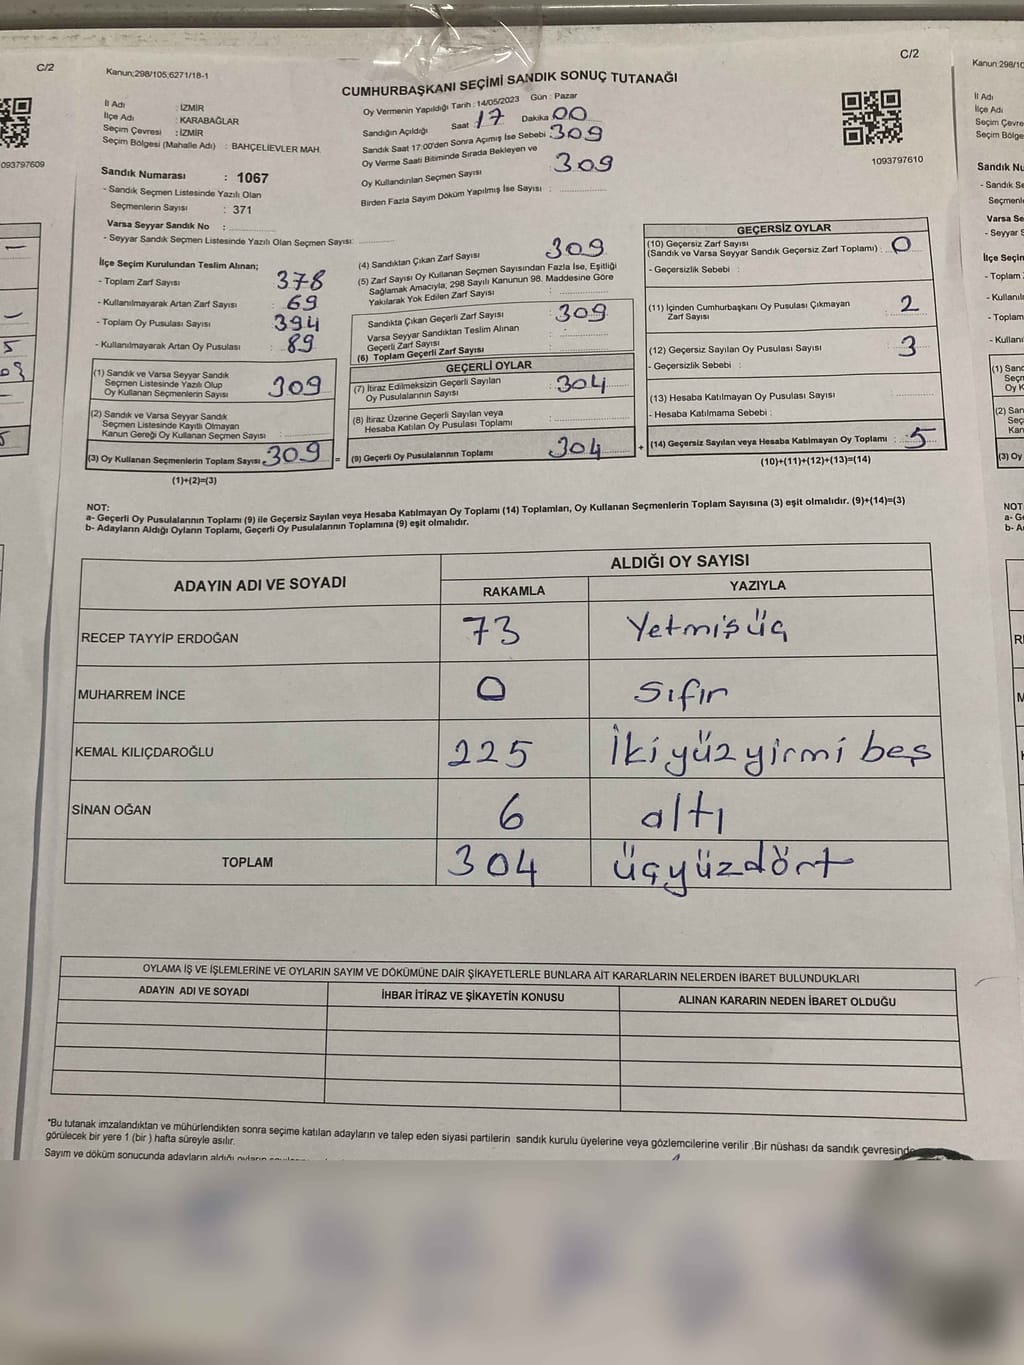 C/2
Kanun;298/105;6271/18-1
C/2
CUMHURBAŞKANI SEÇİMİ SANDIK SONUÇ TUTANAĞI
İl Adı : İZMİR
İlçe Adı : KARABAĞLAR
Seçim Çevresi : İZMİR
Seçim Bölgesi (Mahalle Adı) : BAHÇELİEVLER MAH.
Oy Vermenin Yapıldığı Tarih : 14/05/2023 Gün : Pazar
Sandığın Açıldığı Saat 17 Dakika 00
Sandık Saat 17:00'den Sonra Açımış İse Sebebi 309
Oy Verme Saati Bitiminde Sırada Bekleyen ve
Oy Kullandırılan Seçmen Sayısı 309
Birden Fazla Sayım Döküm Yapılmış İse Sayısı :
1093797610
1093797609
Sandık Numarası : 1067
- Sandık Seçmen Listesinde Yazılı Olan
Seçmenlerin Sayısı : 371
Varsa Seyyar Sandık No :
- Seyyar Sandık Seçmen Listesinde Yazılı Olan Seçmen Sayısı:
İlçe Seçim Kurulundan Teslim Alınan;
- Toplam Zarf Sayısı 378
- Kullanılmayarak Artan Zarf Sayısı : 69
- Toplam Oy Pusulası Sayısı 394
- Kullanılmayarak Artan Oy Pusulası : 89
(1) Sandık ve Varsa Seyyar Sandık
Seçmen Listesinde Yazılı Olup
Oy Kullanan Seçmenlerin Sayısı : 309
(2) Sandık ve Varsa Seyyar Sandık
Seçmen Listesinde Kayıtlı Olmayan
Kanun Gereği Oy Kullanan Seçmen Sayısı :
(3) Oy Kullanan Seçmenlerin Toplam Sayısı 309 =
(1)+(2)=(3)
(4) Sandıktan Çıkan Zarf Sayısı 309
(5) Zarf Sayısı Oy Kullanan Seçmen Sayısından Fazla İse, Eşitliği
Sağlamak Amacıyla, 298 Sayılı Kanunun 98. Maddesine Göre
Yakılarak Yok Edilen Zarf Sayısı :
Sandıkta Çıkan Geçerli Zarf Sayısı : 309
Varsa Seyyar Sandıktan Teslim Alınan
Geçerli Zarf Sayısı :
(6) Toplam Geçerli Zarf Sayısı
GEÇERLİ OYLAR
(7) İtiraz Edilmeksizin Geçerli Sayılan
Oy Pusulalarının Sayısı : 304
(8) İtiraz Üzerine Geçerli Sayılan veya
Hesaba Katılan Oy Pusulası Toplamı :
(9) Geçerli Oy Pusulalarının Toplamı 304 +
GEÇERSİZ OYLAR
(10) Geçersiz Zarf Sayısı
(Sandık ve Varsa Seyyar Sandık Geçersiz Zarf Toplamı) : 0
- Geçersizlik Sebebi :
(11) İçinden Cumhurbaşkanı Oy Pusulası Çıkmayan
Zarf Sayısı : 2
(12) Geçersiz Sayılan Oy Pusulası Sayısı : 3
- Geçersizlik Sebebi :
(13) Hesaba Katılmayan Oy Pusulası Sayısı :
- Hesaba Katılmama Sebebi :
(14) Geçersiz Sayılan veya Hesaba Katılmayan Oy Toplamı : 5
(10)+(11)+(12)+(13)=(14)
NOT:
a- Geçerli Oy Pusulalarının Toplamı (9) ile Geçersiz Sayılan veya Hesaba Katılmayan Oy Toplamı (14) Toplamları, Oy Kullanan Seçmenlerin Toplam Sayısına (3) eşit olmalıdır. (9)+(14)=(3)
b- Adayların Aldığı Oyların Toplamı, Geçerli Oy Pusulalarının Toplamına (9) eşit olmalıdır.
ADAYIN ADI VE SOYADI
ALDIĞI OY SAYISI
RAKAMLA YAZIYLA
RECEP TAYYİP ERDOĞAN 73 Yetmişüç
MUHARREM İNCE 0 Sıfır
KEMAL KILIÇDAROĞLU 225 İkiyüzyirmi beş
SİNAN OĞAN 6 altı
TOPLAM 304 üçyüzdört
OYLAMA İŞ VE İŞLEMLERİNE VE OYLARIN SAYIM VE DÖKÜMÜNE DAİR ŞİKAYETLERLE BUNLARA AİT KARARLARIN NELERDEN İBARET BULUNDUKLARI
ADAYIN ADI VE SOYADI İHBAR İTİRAZ VE ŞİKAYETİN KONUSU ALINAN KARARIN NEDEN İBARET OLDUĞU
*Bu tutanak imzalandıktan ve mühürlendikten sonra seçime katılan adayların ve talep eden siyasi partilerin sandık kurulu üyelerine veya gözlemcilerine verilir .Bir nüshası da sandık çevresinde
görülecek bir yere 1 (bir ) hafta süreyle asılır.
Sayım ve döküm sonucunda adayların aldığı